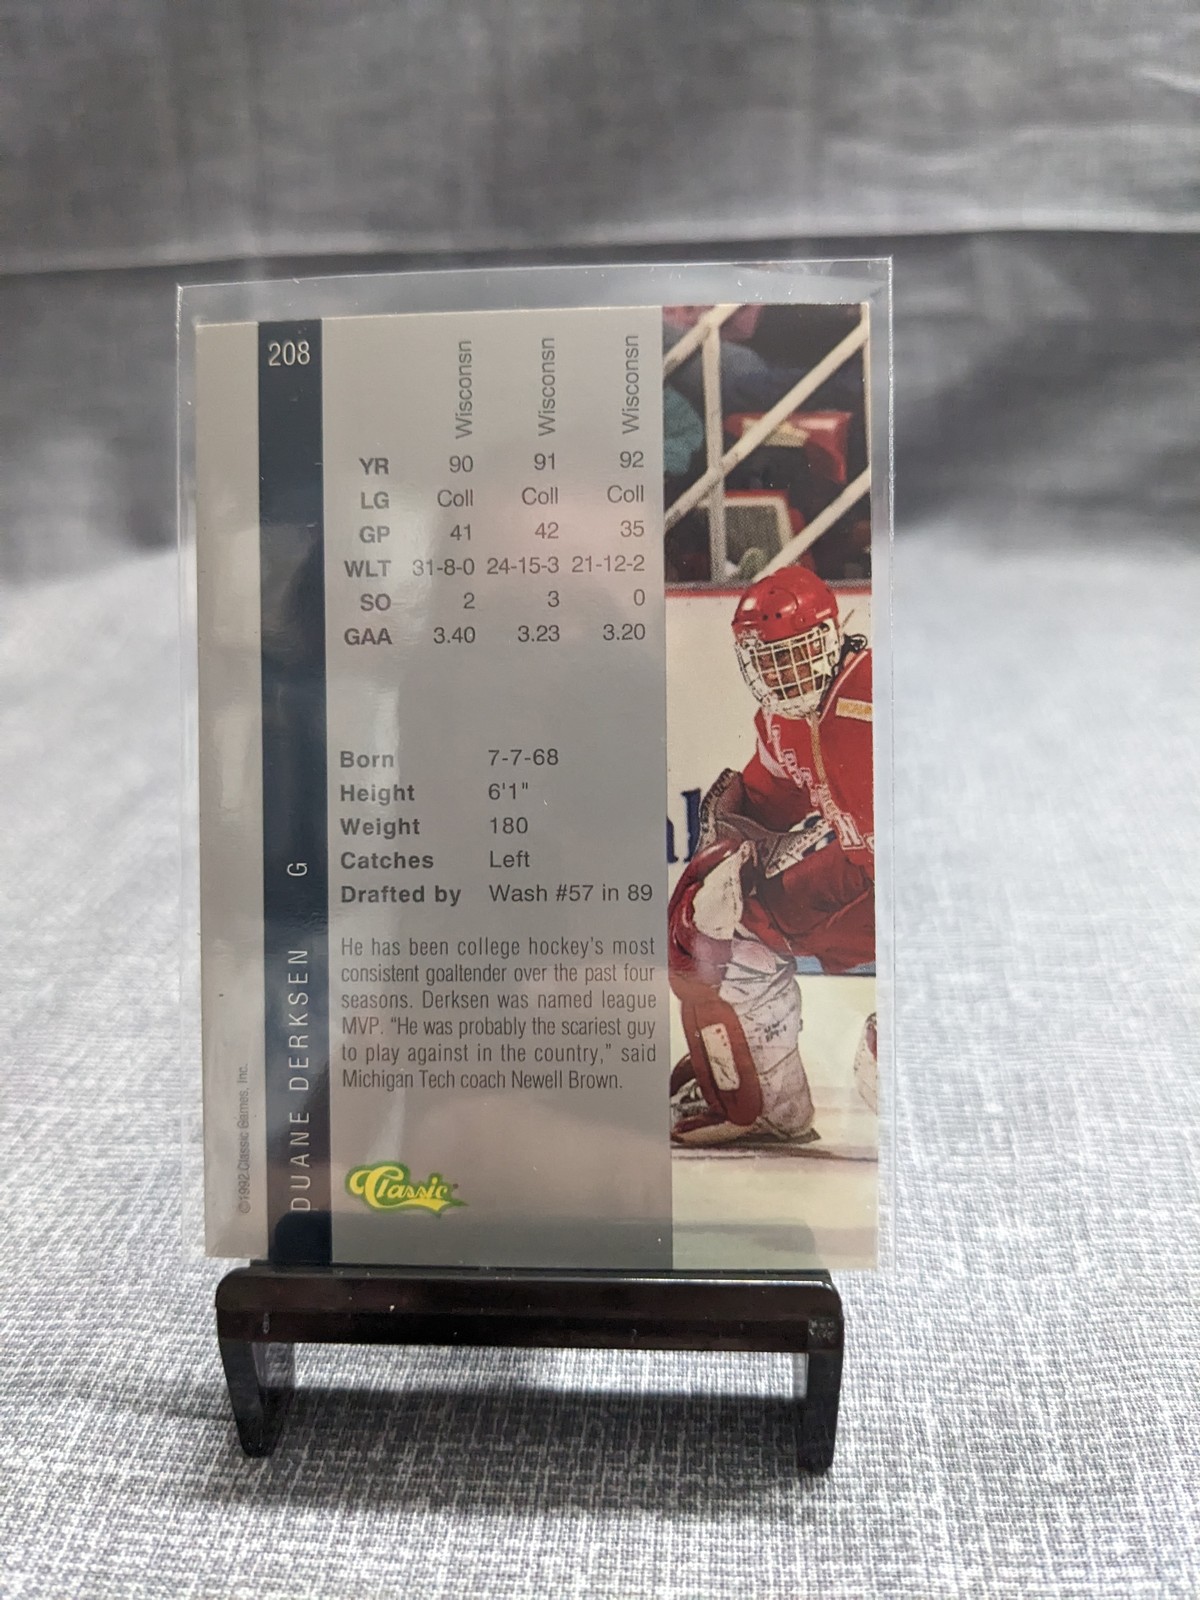 208
Wisconsn Wisconsn Wisconsn
YR 90 91 92
LG Coll Coll Coll
GP 41 42 35
WLT 31-8-0 24-15-3 21-12-2
SO 2 3 0
GAA 3.40 3.23 3.20
Born 7-7-68
Height 6'1"
Weight 180
Catches Left
Drafted by Wash #57 in 89
He has been college hockey's most
consistent goaltender over the past four
seasons. Derksen was named league
MVP. "He was probably the scariest guy
to play against in the country," said
Michigan Tech coach Newell Brown.
Classic
DUANE DERKSEN G
©1992 Classic Games, Inc.